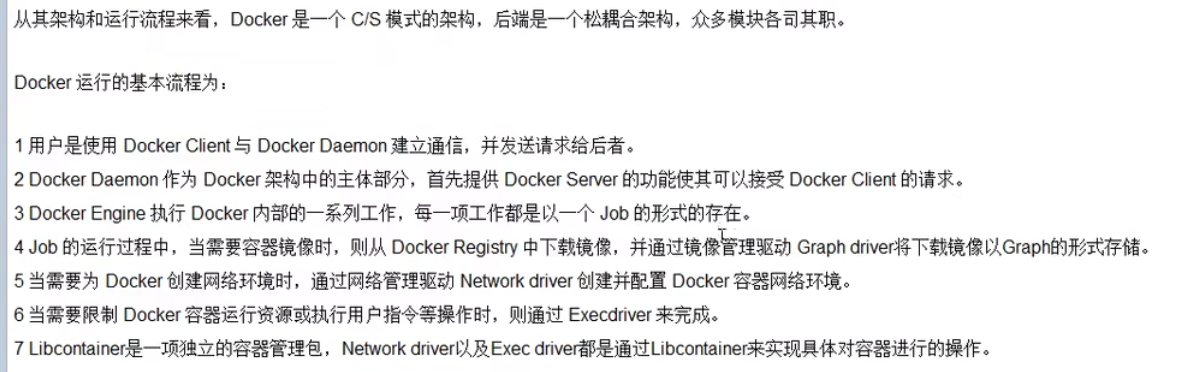 从其架构和运行流程来看，Docker 是一个 C/S 模式的架构，后端是一个松耦合架构，众多模块各司其职。
Docker 运行的基本流程为：
1 用户是使用 Docker Client 与 Docker Daemon 建立通信，并发送请求给后者。
2 Docker Daemon 作为 Docker 架构中的主体部分，首先提供 Docker Server 的功能使其可以接受 Docker Client 的请求。
3 Docker Engine 执行 Docker 内部的一系列工作，每一项工作都是以一个 Job 的形式的存在。
4 Job 的运行过程中，当需要容器镜像时，则从 Docker Registry 中下载镜像，并通过镜像管理驱动 Graph driver将下载镜像以Graph的形式存储。
5 当需要为 Docker 创建网络环境时，通过网络管理驱动 Network driver 创建并配置 Docker 容器网络环境。
6 当需要限制 Docker 容器运行资源或执行用户指令等操作时，则通过 Execdriver 来完成。
7 Libcontainer是一项独立的容器管理包，Network driver以及Exec driver都是通过Libcontainer来实现具体对容器进行的操作。